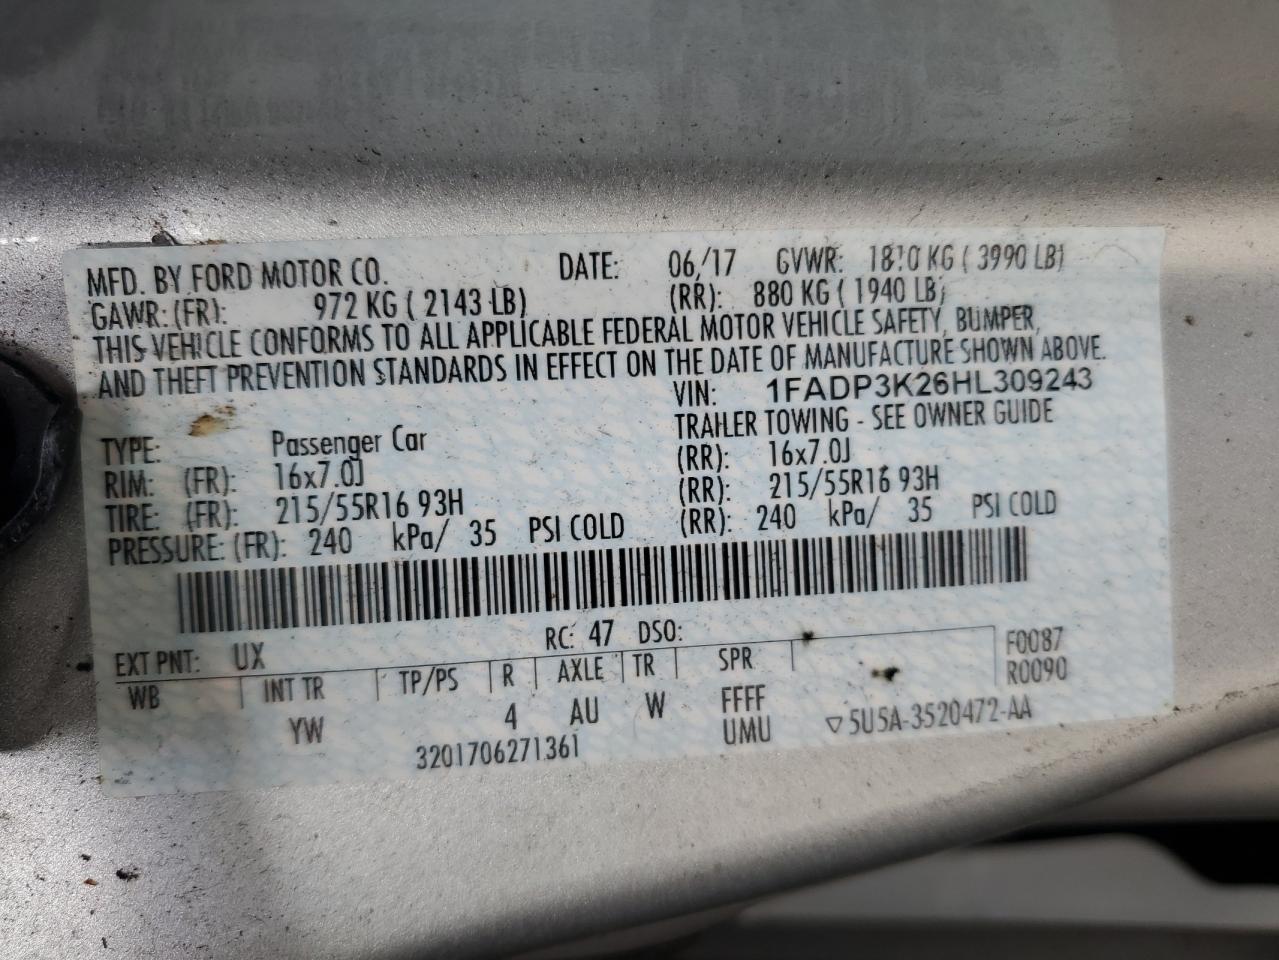 MFD. BY FORD MOTOR CO. DATE: 06/17 GVWR: 1810 KG ( 3990 LB)
GAWR: (FR): 972 KG ( 2143 LB) (RR): 880 KG ( 1940 LB)
THIS VEHICLE CONFORMS TO ALL APPLICABLE FEDERAL MOTOR VEHICLE SAFETY, BUMPER,
AND THEFT PREVENTION STANDARDS IN EFFECT ON THE DATE OF MANUFACTURE SHOWN ABOVE.
VIN: 1FADP3K26HL309243
TYPE: Passenger Car TRAILER TOWING - SEE OWNER GUIDE
RIM: (FR): 16x7.0J (RR): 16x7.0J
TIRE: (FR): 215/55R16 93H (RR): 215/55R16 93H
PRESSURE: (FR): 240 kPa/ 35 PSI COLD (RR): 240 kPa/ 35 PSI COLD
EXT PNT: UX RC: 47 DSO: F0087
WB INT TR TP/PS R AXLE TR SPR R0090
YW 4 AU W FFFF ▽5U5A-3520472-AA
3201706271361 UMU